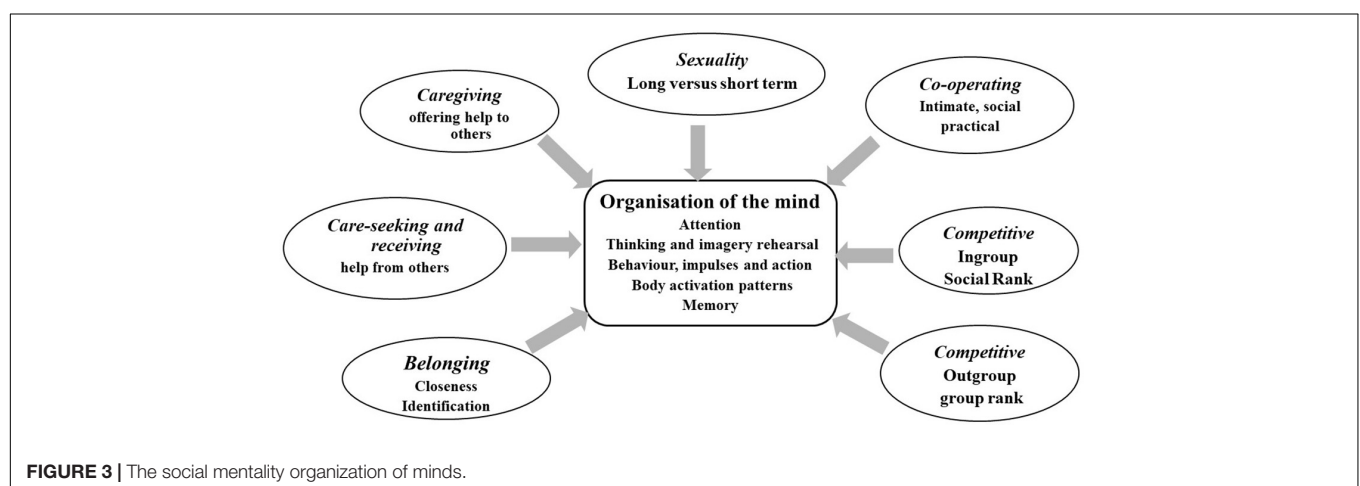 Sexuality
Long versus short term
Caregiving
offering help to
others
Co-operating
Intimate, social
practical
Care-seeking and
receiving
help from others
Organisation of the mind
Attention
Thinking and imagery rehearsal
Behaviour, impulses and action
Body activation patterns
Memory
Competitive
Ingroup
Social Rank
Belonging
Closeness
Identification
Competitive
Outgroup
group rank
FIGURE 3 | The social mentality organization of minds.